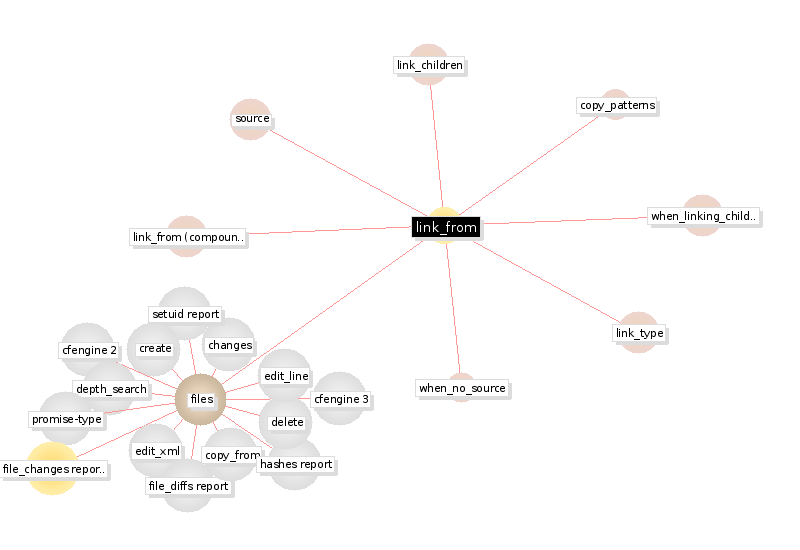 link_children
copy_patterns
source
when_linking_child..
link_from
link_from (compoun..
setuid report
link_type
changes
create
cfengine 2
edit_line
depth_search
when_no_source
files
cfengine 3
promise-type
delete
edit_xml
copy_from
hashes report
file_changes repor..
file_diffs report